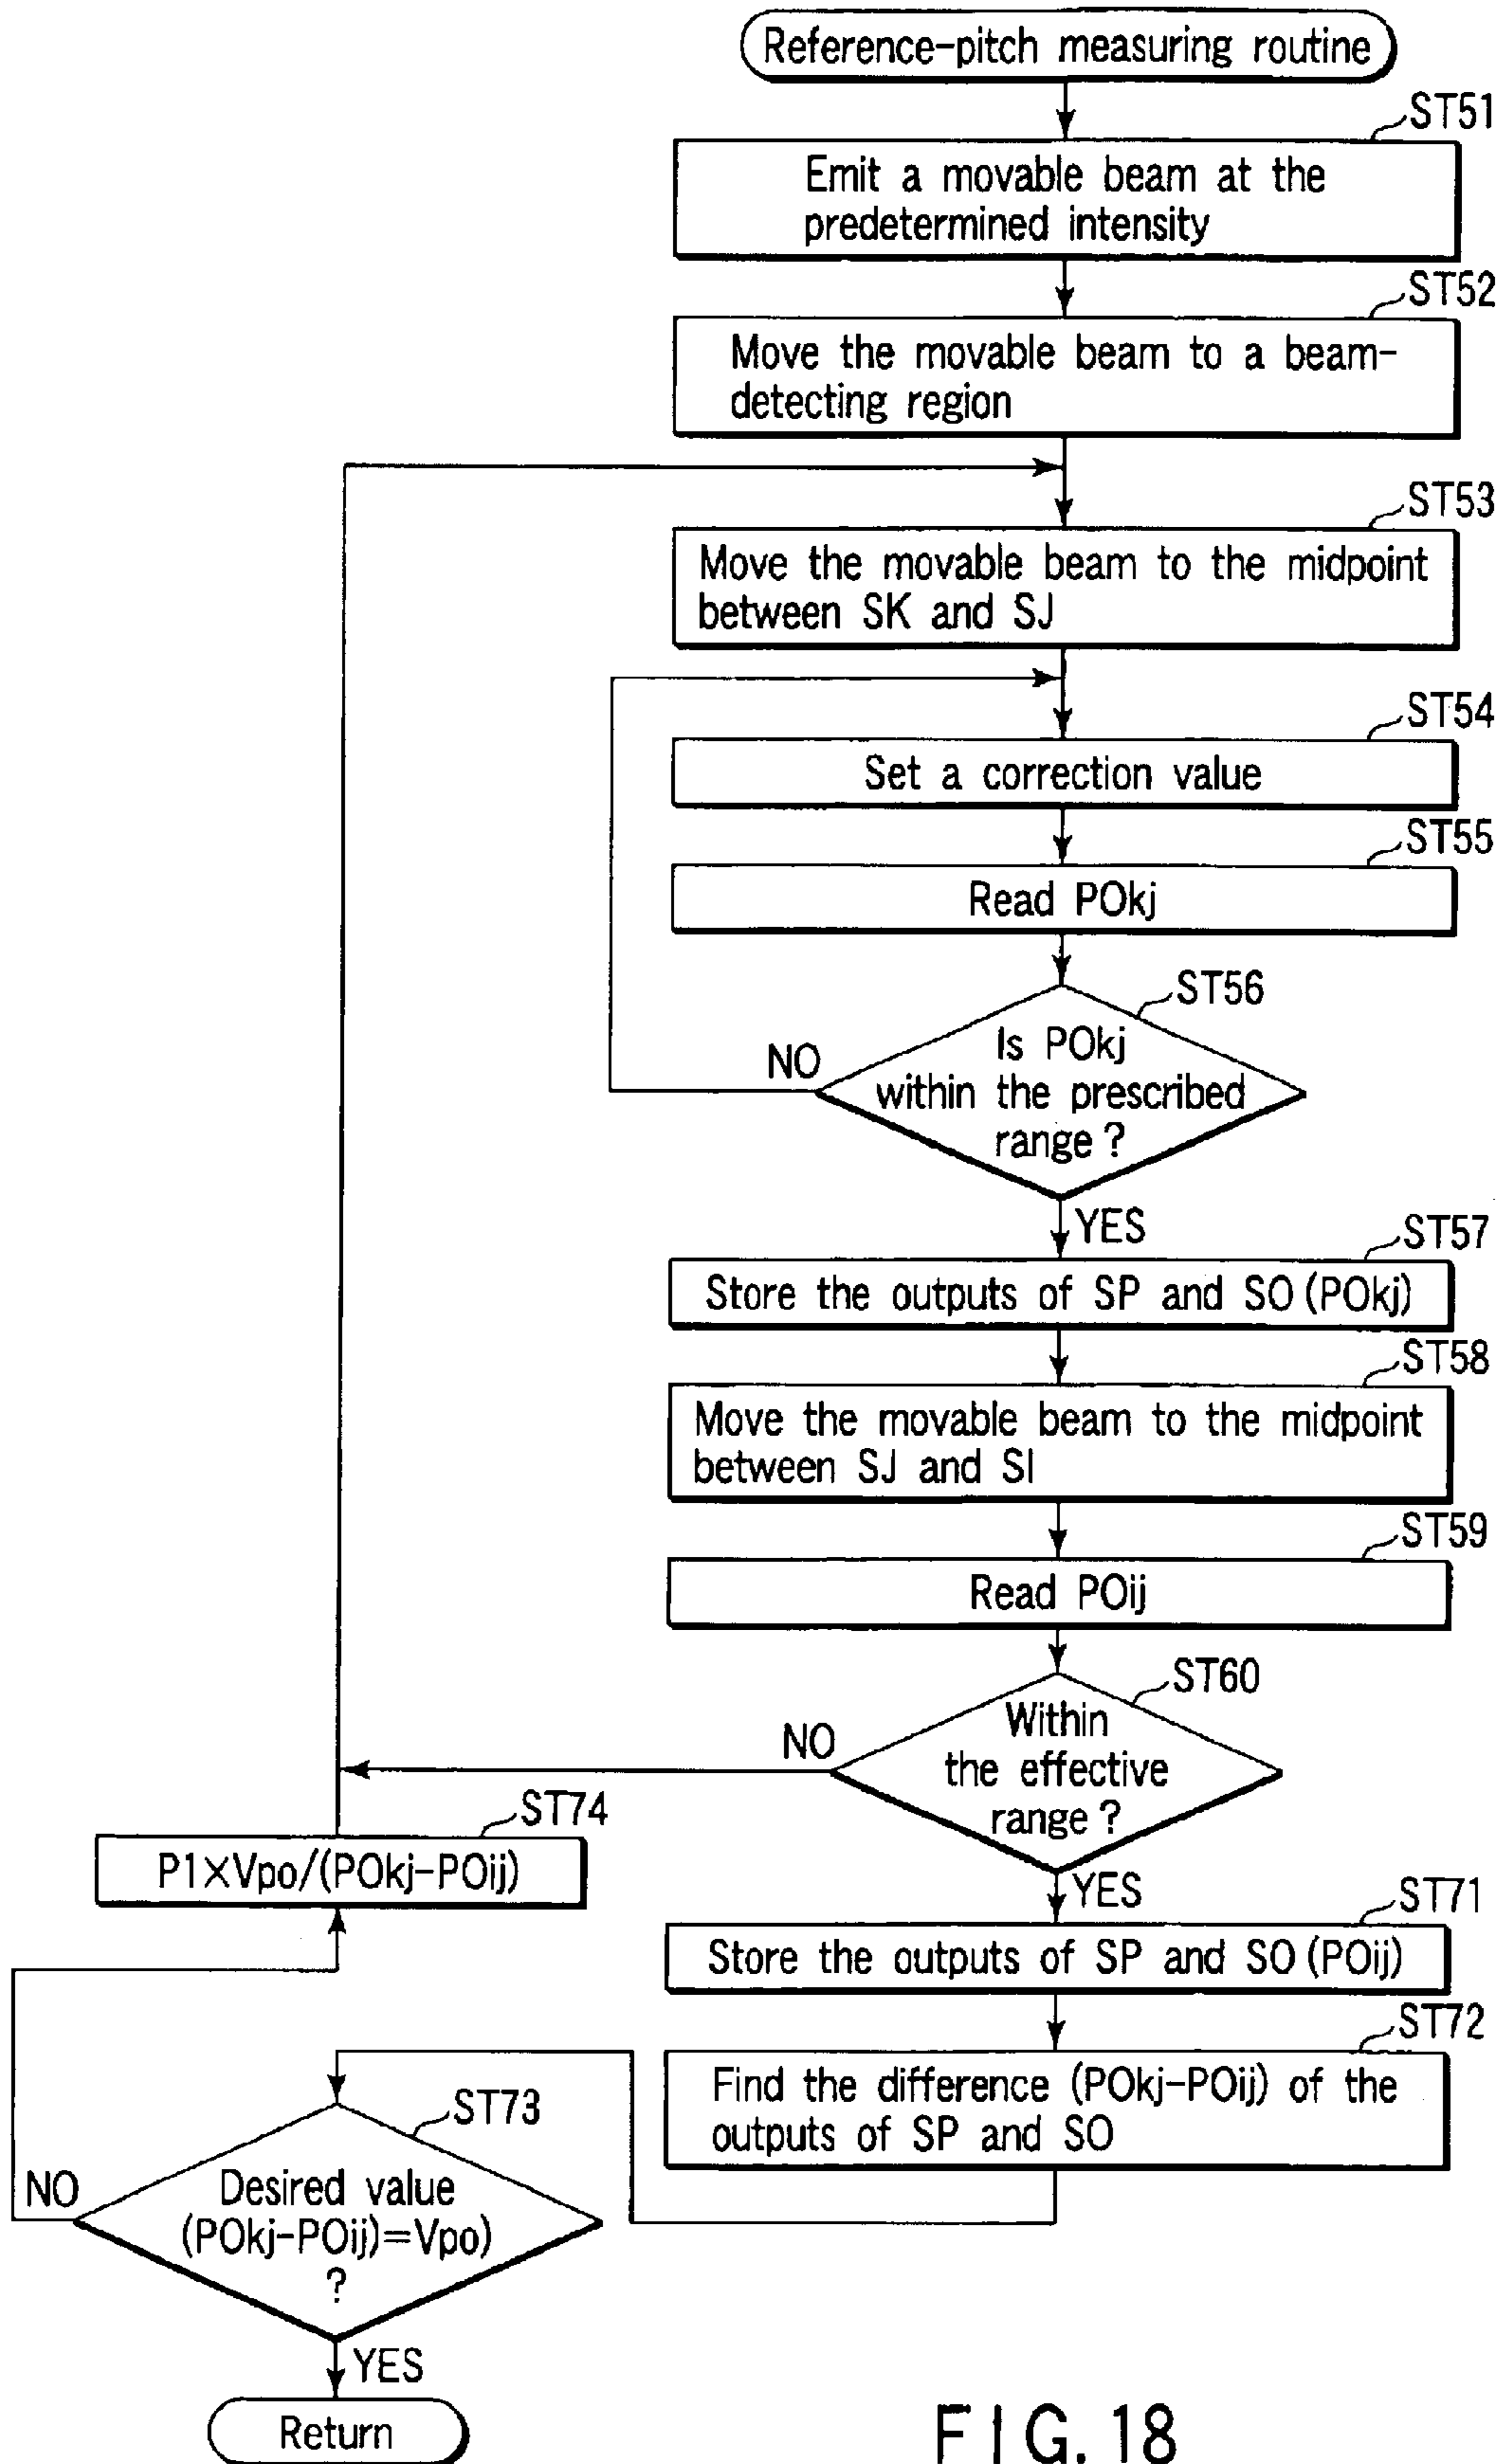 Reference-pitch measuring routine
ST51
Emit a movable beam at the
predetermined intensity
ST52
Move the movable beam to a beam-
detecting region
ST53
Move the movable beam to the midpoint
between SK and SJ
ST54
Set a correction value
ST55
Read POkj
ST56
Is POkj
within the prescribed
range?
NO
YES
ST57
Store the outputs of SP and SO (POkj)
ST58
Move the movable beam to the midpoint
between SJ and SI
ST59
Read POij
ST60
Within
the effective
range?
NO
YES
ST71
Store the outputs of SP and SO (POij)
ST72
Find the difference (POkj-POij) of the
outputs of SP and SO
ST73
Desired value
(POkj-POij)=Vpo)
?
NO
ST74
P1×Vpo/(POkj-POij)
YES
Return
FIG. 18